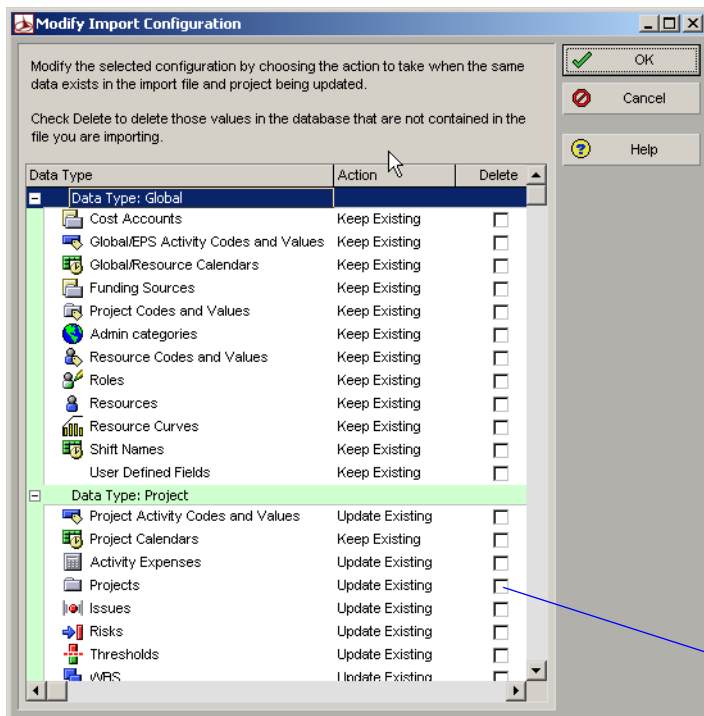 Modify Import Configuration
Modify the selected configuration by choosing the action to take when the same
data exists in the import file and project being updated.
Check Delete to delete those values in the database that are not contained in the
file you are importing.
OK
Cancel
Help
Data Type Action Delete
Data Type: Global
Cost Accounts Keep Existing
Global/EPS Activity Codes and Values Keep Existing
Global/Resource Calendars Keep Existing
Funding Sources Keep Existing
Project Codes and Values Keep Existing
Admin categories Keep Existing
Resource Codes and Values Keep Existing
Roles Keep Existing
Resources Keep Existing
Resource Curves Keep Existing
Shift Names Keep Existing
User Defined Fields Keep Existing
Data Type: Project
Project Activity Codes and Values Update Existing
Project Calendars Keep Existing
Activity Expenses Update Existing
Projects Update Existing
Issues Update Existing
Risks Update Existing
Thresholds Update Existing
WBS Update Existing